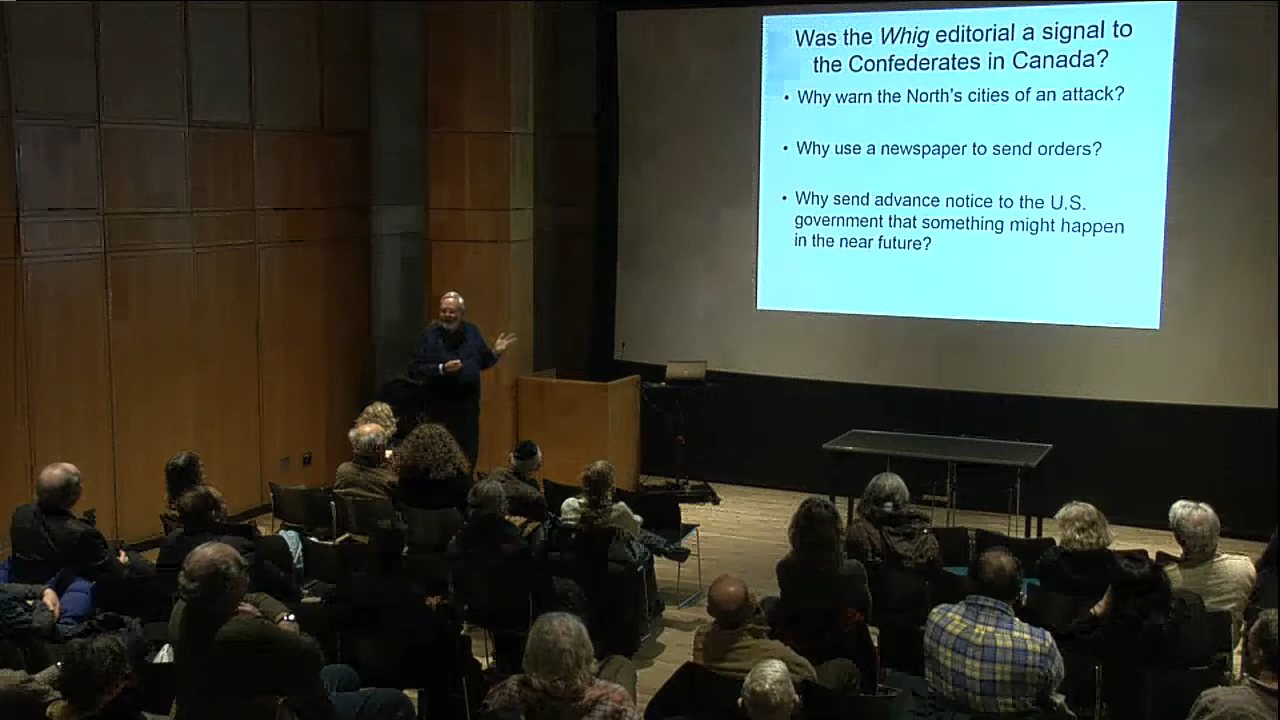 Was the Whig editorial a signal to
the Confederates in Canada?
• Why warn the North's cities of an attack?
• Why use a newspaper to send orders?
• Why send advance notice to the U.S.
government that something might happen
in the near future?